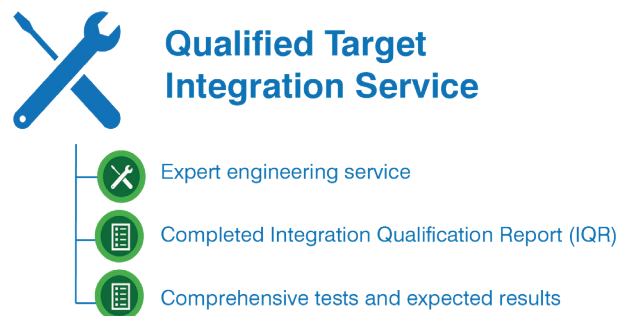 Qualified Target
Integration Service
Expert engineering service
Completed Integration Qualification Report (IQR)
Comprehensive tests and expected results